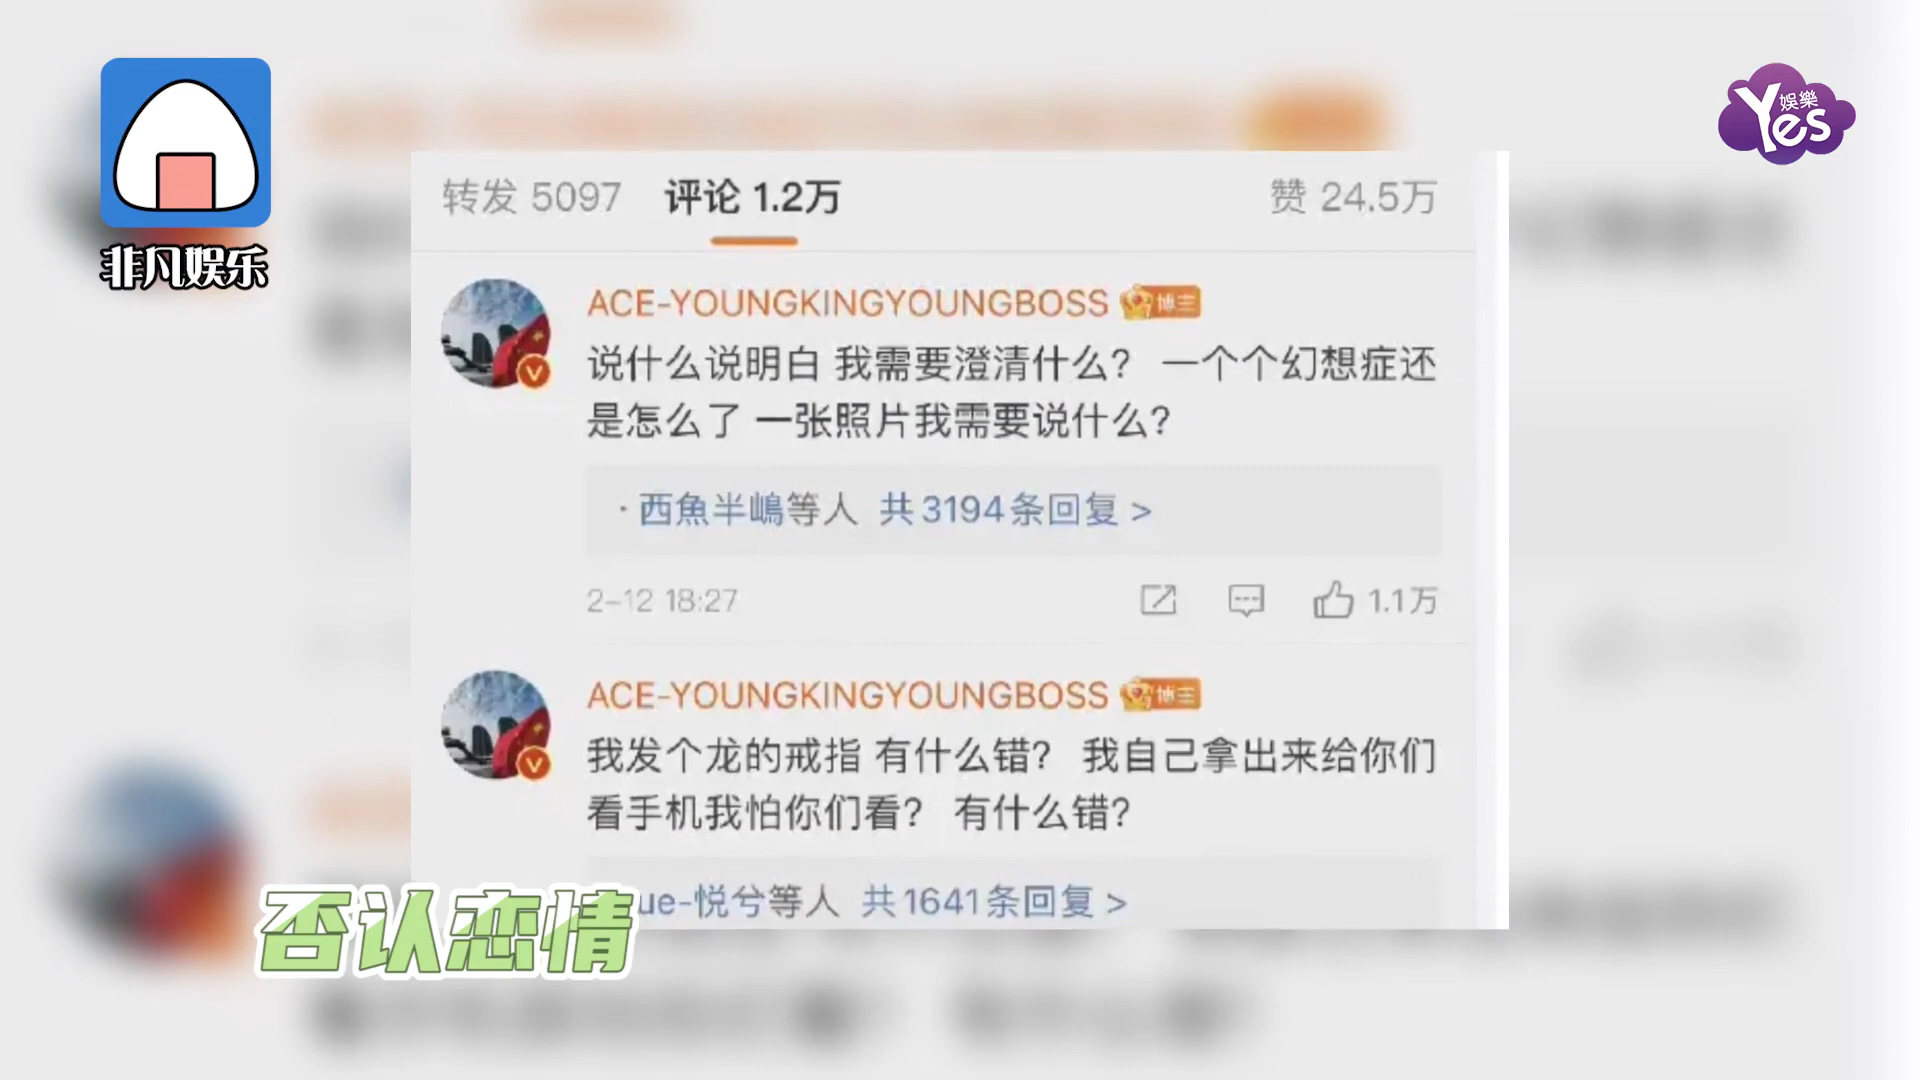 非凡娱乐
娛樂
Yes
转发 5097 评论 1.2万 赞 24.5万
ACE-YOUNGKINGYOUNGBOSS 博主
说什么说明白 我需要澄清什么? 一个个幻想症还
是怎么了 一张照片我需要说什么?
· 西魚半嶋等人 共3194条回复 >
2-12 18:27 1.1万
ACE-YOUNGKINGYOUNGBOSS 博主
我发个龙的戒指 有什么错? 我自己拿出来给你们
看手机我怕你们看? 有什么错?
ue-悦兮等人 共1641条回复 >
否认恋情